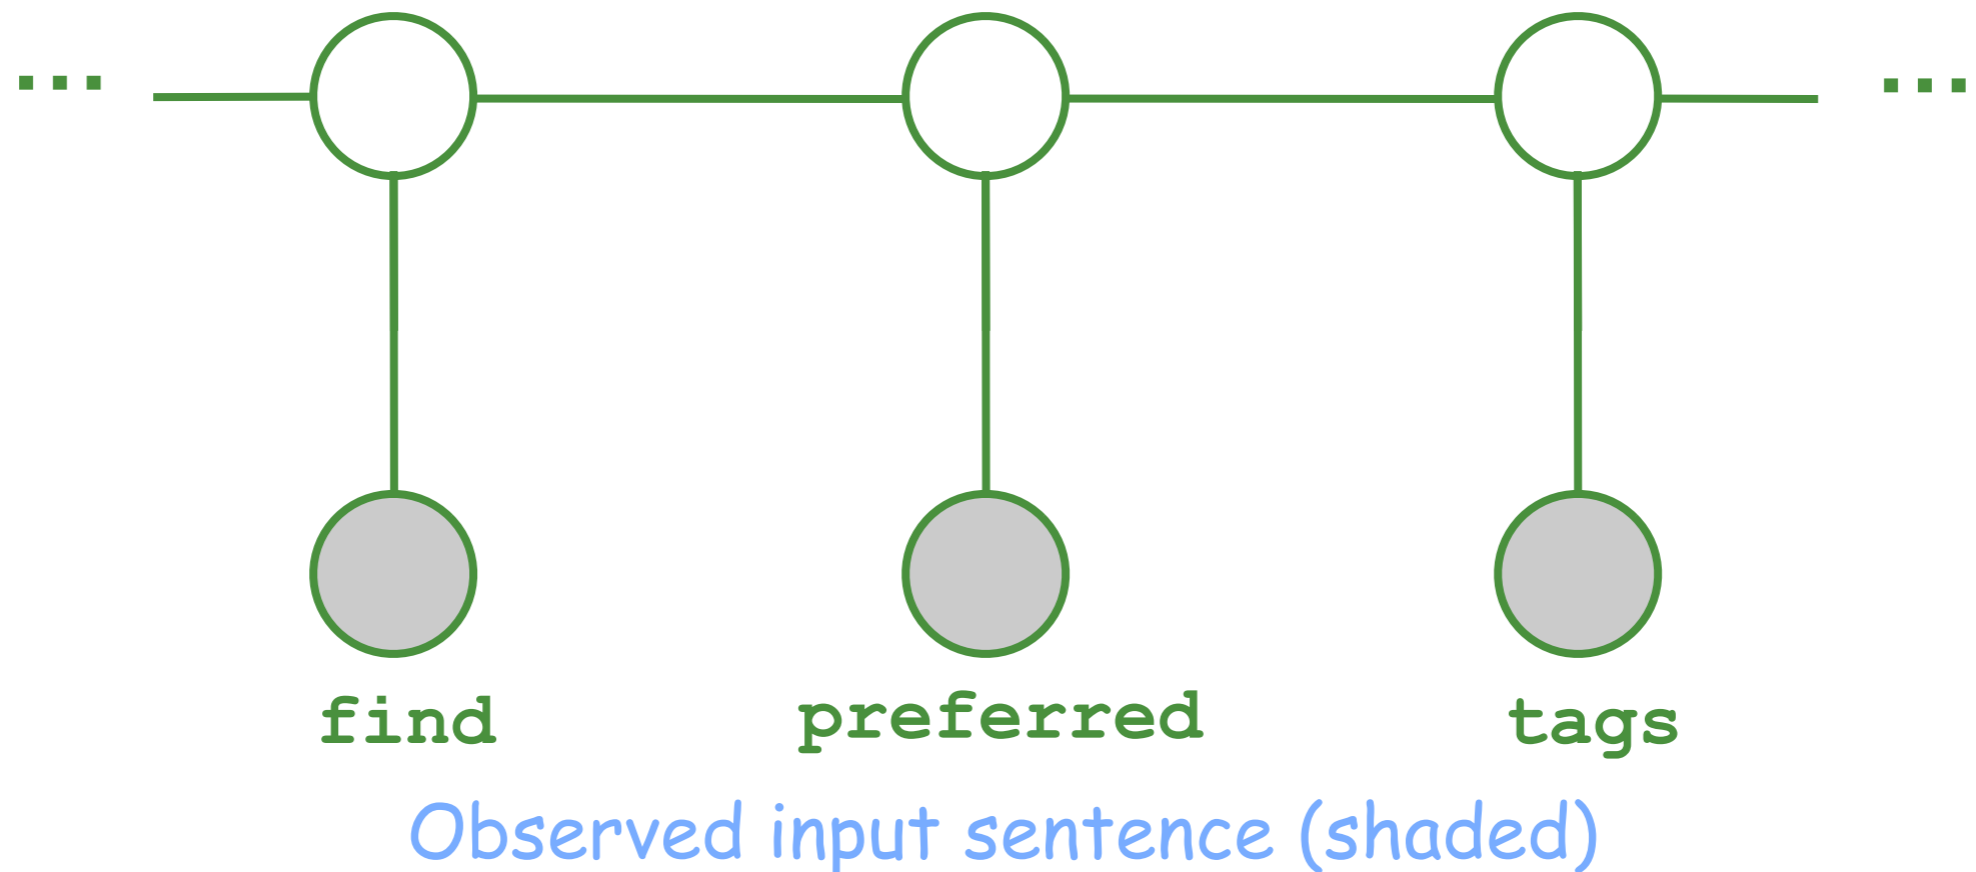 ... ...
find preferred tags
Observed input sentence (shaded)